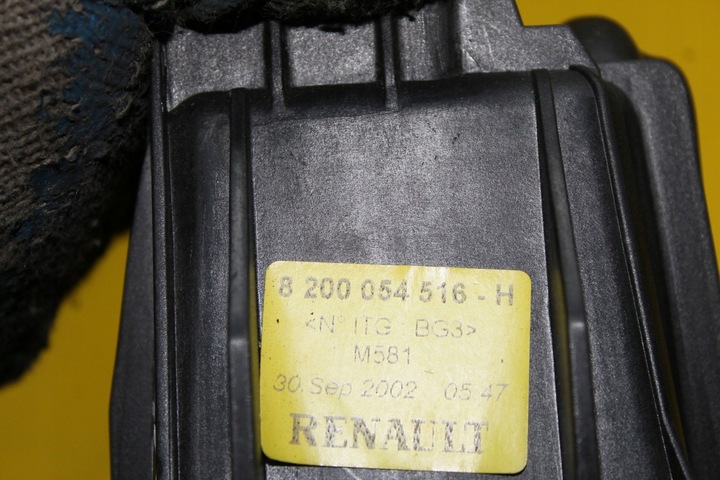 8 200 054 516 - H
<N° ITG : BG3>
M581
30.Sep 2002 05:47
RENAULT